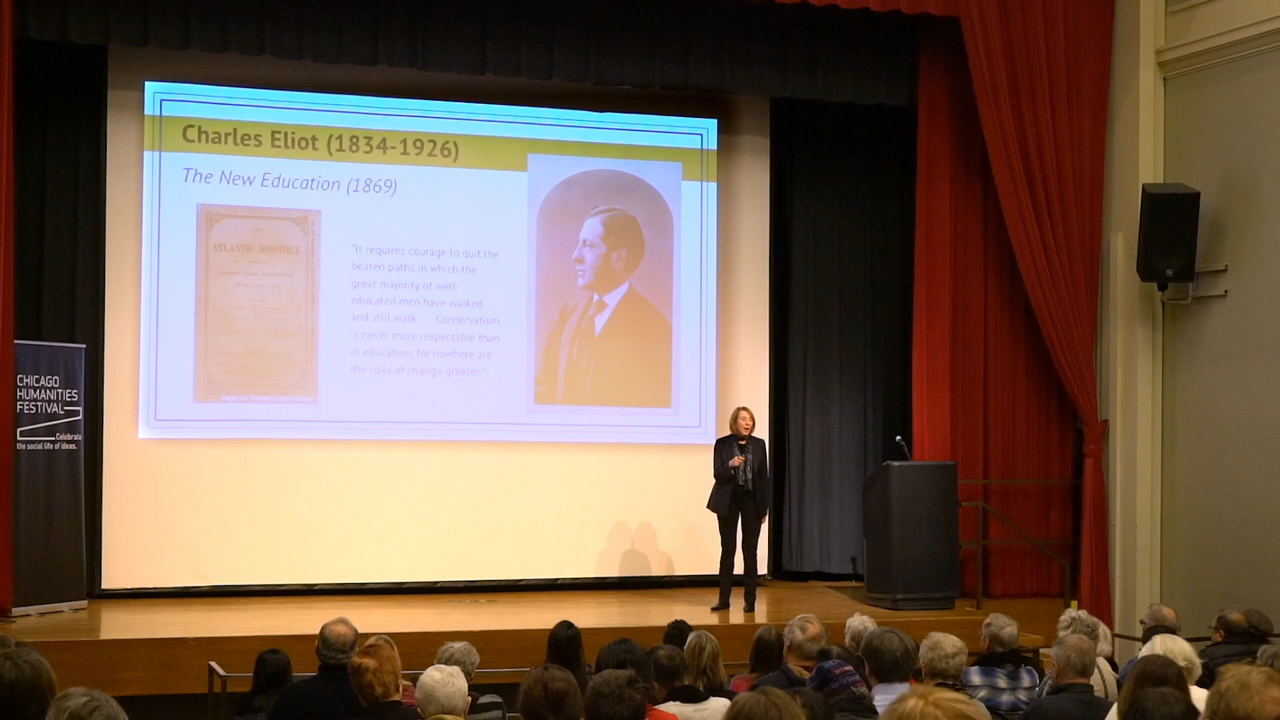 Charles Eliot (1834-1926)
The New Education (1869)
ATLANTIC MONTHLY
"It requires courage to quit the
beaten paths in which the
great majority of well-
educated men have walked
and still walk . . . Conservatism
is never more respectable than
in education, for nowhere are
the risks of change greater."
CHICAGO
HUMANITIES
FESTIVAL
Celebrate
the social life of ideas.